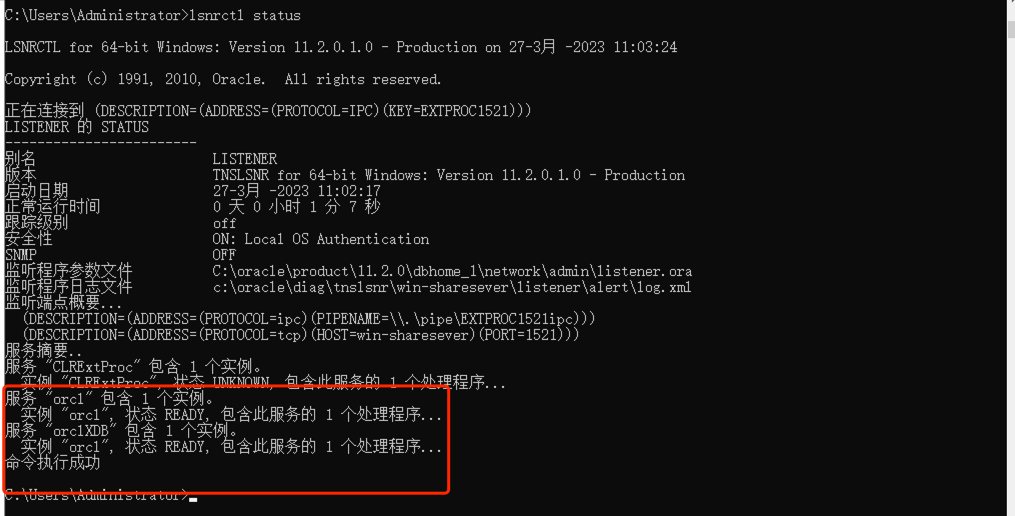 C:\Users\Administrator>lsnrctl status
LSNRCTL for 64-bit Windows: Version 11.2.0.1.0 - Production on 27-3月 -2023 11:03:24
Copyright (c) 1991, 2010, Oracle.  All rights reserved.
正在连接到 (DESCRIPTION=(ADDRESS=(PROTOCOL=IPC)(KEY=EXTPROC1521)))
LISTENER 的 STATUS
------------------------
别名                      LISTENER
版本                      TNSLSNR for 64-bit Windows: Version 11.2.0.1.0 - Production
启动日期                  27-3月 -2023 11:02:17
正常运行时间              0 天 0 小时 1 分 7 秒
跟踪级别                  off
安全性                    ON: Local OS Authentication
SNMP                      OFF
监听程序参数文件          C:\oracle\product\11.2.0\dbhome_1\network\admin\listener.ora
监听程序日志文件          c:\oracle\diag\tnslsnr\win-sharesever\listener\alert\log.xml
监听端点概要...
  (DESCRIPTION=(ADDRESS=(PROTOCOL=ipc)(PIPENAME=\\.\pipe\EXTPROC1521ipc)))
  (DESCRIPTION=(ADDRESS=(PROTOCOL=tcp)(HOST=win-sharesever)(PORT=1521)))
服务摘要..
服务 "CLRExtProc" 包含 1 个实例。
  实例 "CLRExtProc", 状态 UNKNOWN, 包含此服务的 1 个处理程序...
服务 "orcl" 包含 1 个实例。
  实例 "orcl", 状态 READY, 包含此服务的 1 个处理程序...
服务 "orclXDB" 包含 1 个实例。
  实例 "orcl", 状态 READY, 包含此服务的 1 个处理程序...
命令执行成功
C:\Users\Administrator>